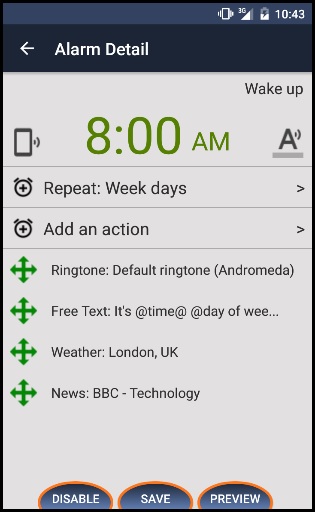 3G 10:43
Alarm Detail
Wake up
8:00 AM
A
Repeat: Week days >
Add an action >
Ringtone: Default ringtone (Andromeda)
Free Text: It's @time@ @day of wee...
Weather: London, UK
News: BBC - Technology
DISABLE SAVE PREVIEW